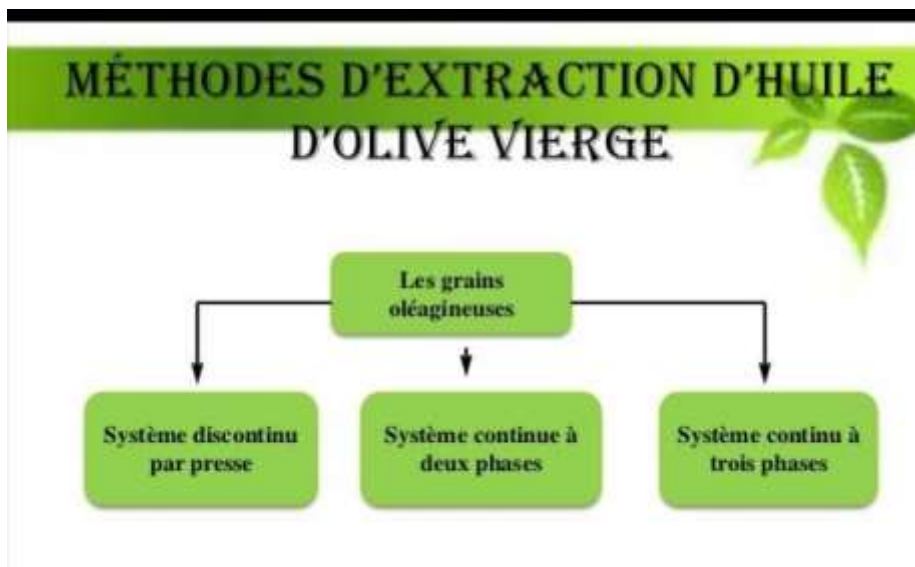 MÉTHODES D'EXTRACTION D'HUILE
D'OLIVE VIERGE
Les grains
oléagineuses
Système discontinu
par presse
Système continue à
deux phases
Système continu à
trois phases